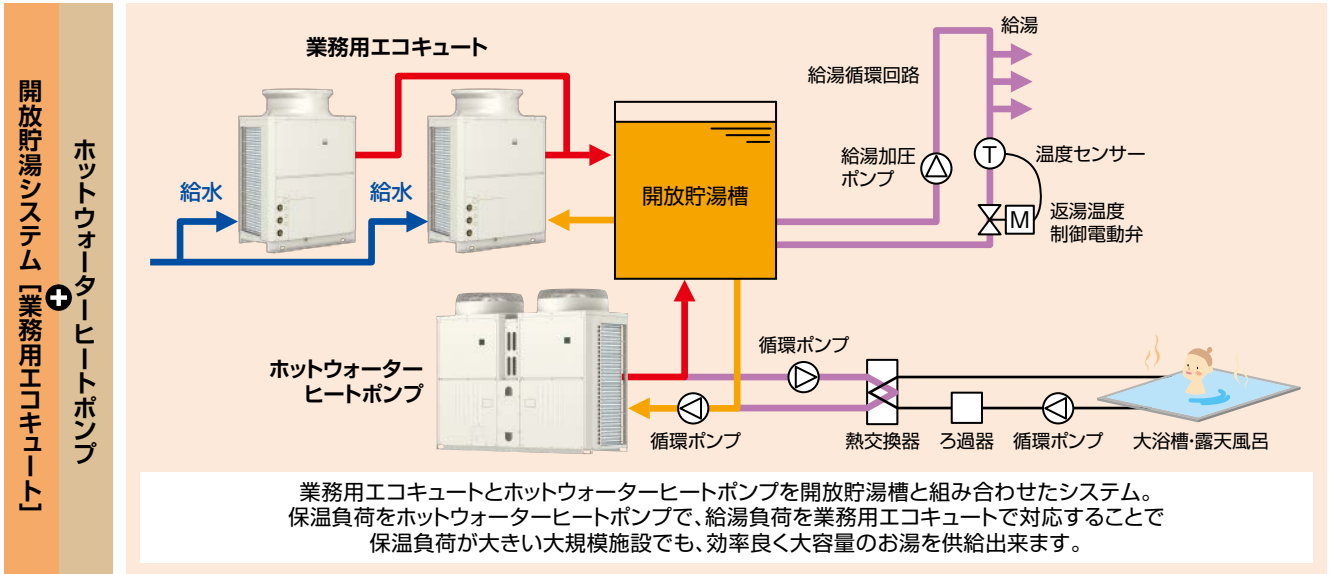 開放貯湯システム［業務用エコキュート］
＋
ホットウォーターヒートポンプ
業務用エコキュート
給水
給水
開放貯湯槽
給湯
給湯循環回路
給湯加圧
ポンプ
T
温度センサー
M
返湯温度
制御電動弁
ホットウォーター
ヒートポンプ
循環ポンプ
循環ポンプ
熱交換器
ろ過器
循環ポンプ
大浴槽・露天風呂
業務用エコキュートとホットウォーターヒートポンプを開放貯湯槽と組み合わせたシステム。
保温負荷をホットウォーターヒートポンプで、給湯負荷を業務用エコキュートで対応することで
保温負荷が大きい大規模施設でも、効率良く大容量のお湯を供給出来ます。